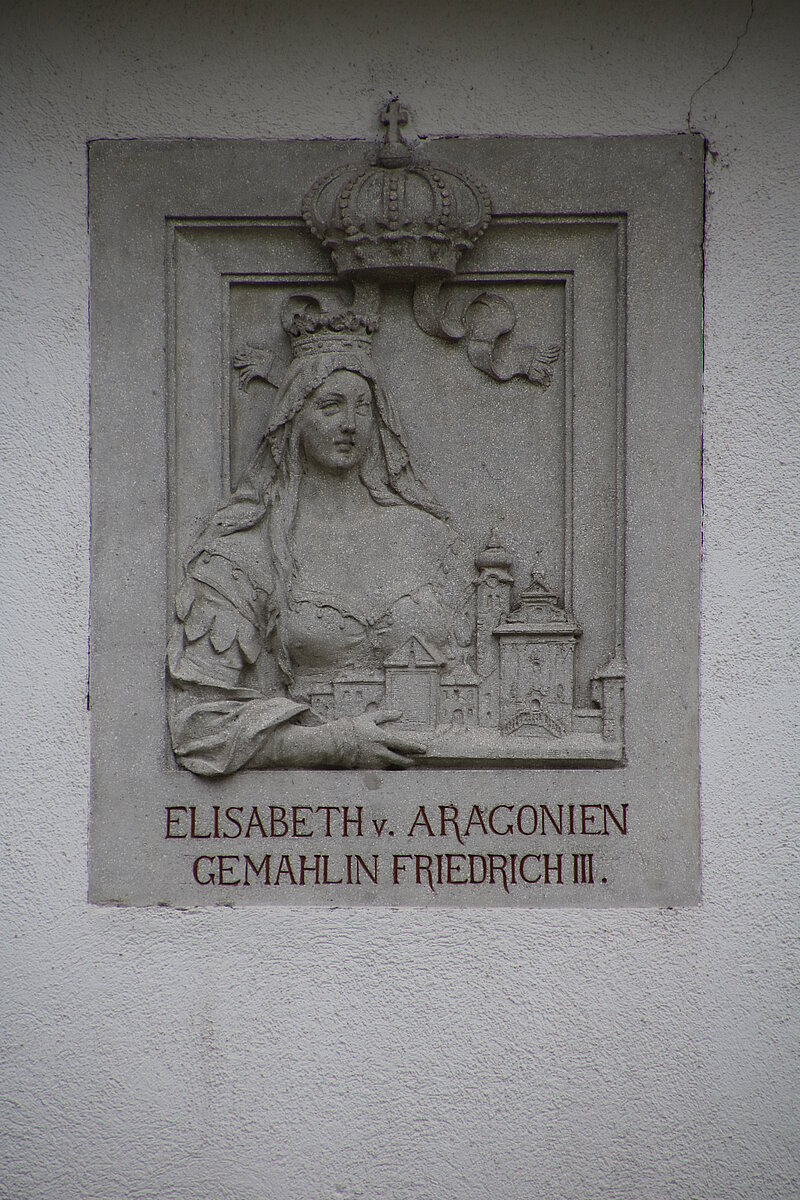 ELISABETH v. ARAGONIEN
GEMAHLIN FRIEDRICH III.